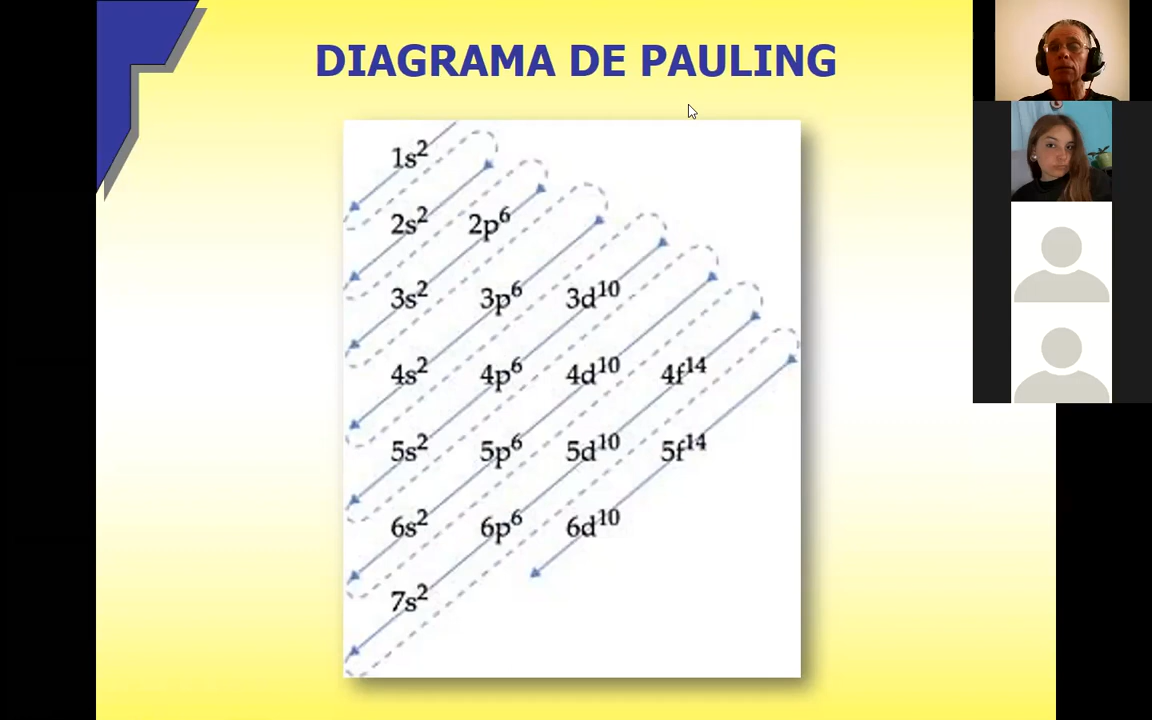 DIAGRAMA DE PAULING
1s²
2s² 2p⁶
3s² 3p⁶ 3d¹⁰
4s² 4p⁶ 4d¹⁰ 4f¹⁴
5s² 5p⁶ 5d¹⁰ 5f¹⁴
6s² 6p⁶ 6d¹⁰
7s²